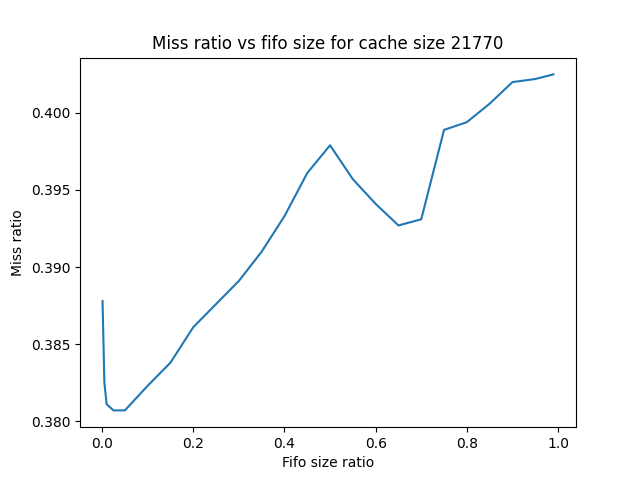 Miss ratio vs fifo size for cache size 21770
0.400
0.395
0.390
0.385
0.380
Miss ratio
0.0 0.2 0.4 0.6 0.8 1.0
Fifo size ratio